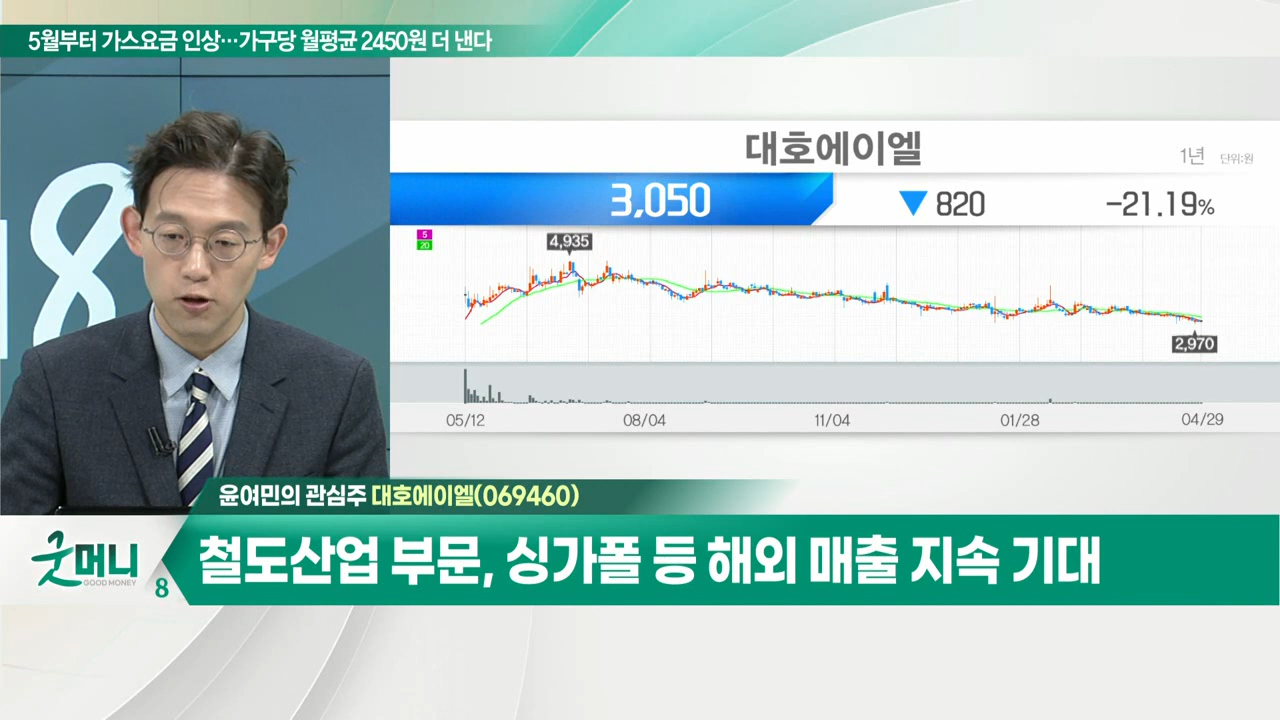 5월부터 가스요금 인상…가구당 월평균 2450원 더 낸다
8
대호에이엘
1년 단위:원
3,050 ▼820 -21.19%
5
20
4,935
2,970
05/12 08/04 11/04 01/28 04/29
윤여민의 관심주 대호에이엘(069460)
굿머니
GOOD MONEY
8
철도산업 부문, 싱가폴 등 해외 매출 지속 기대